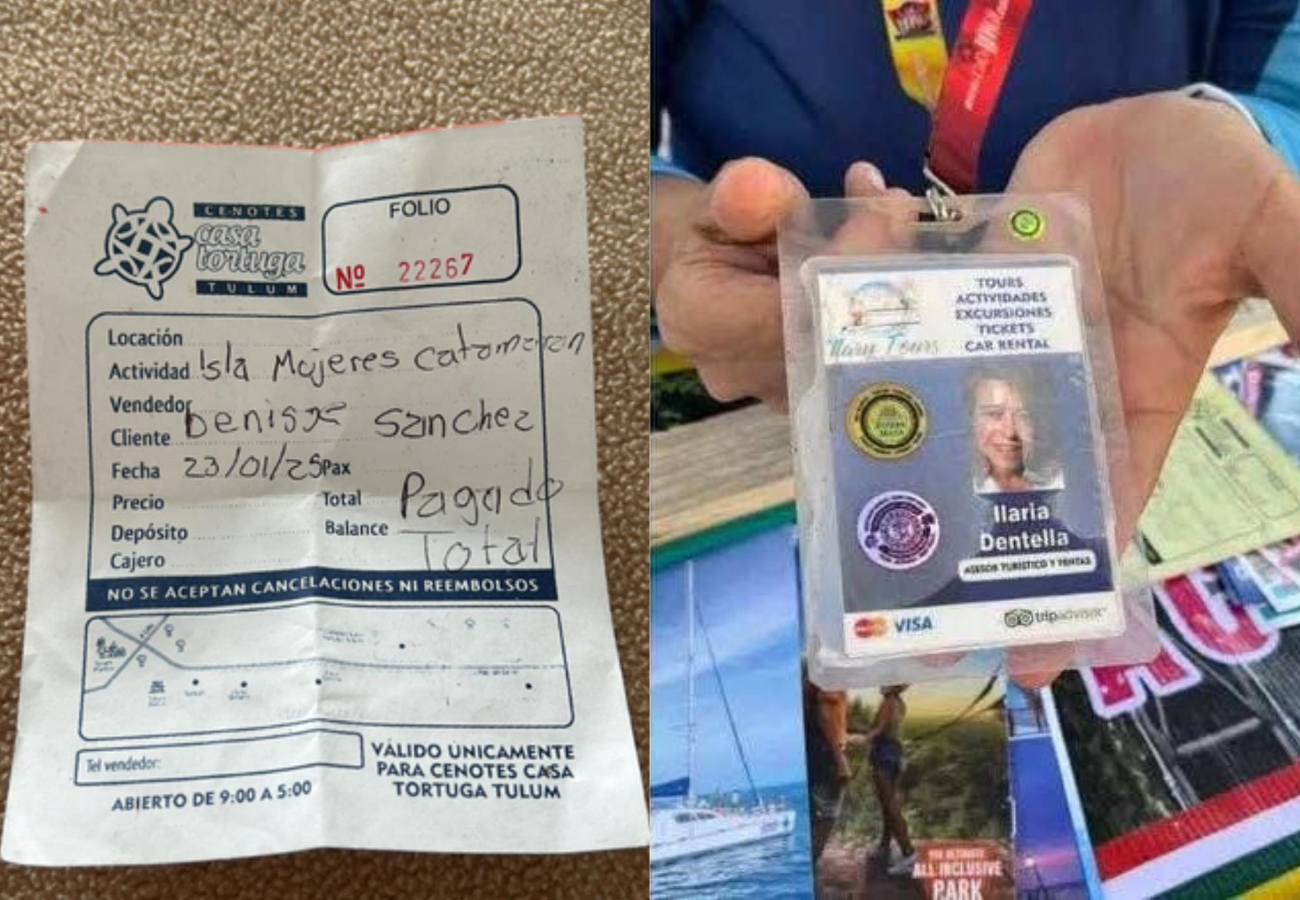 CENOTES
casa
tortuga
TULUM
FOLIO
Nº 22267
Locación
Actividad Isla Mujeres Catamaran
Vendedor
Cliente Denisse Sanchez
Fecha 23/01/25 Pax
Precio
Total Pagado
Depósito
Balance Total
Cajero
NO SE ACEPTAN CANCELACIONES NI REEMBOLSOS
Tel vendedor:
VÁLIDO ÚNICAMENTE
PARA CENOTES CASA
TORTUGA TULUM
ABIERTO DE 9:00 A 5:00
Tours
TOURS
ACTIVIDADES
EXCURSIONES
TICKETS
CAR RENTAL
Ilaria
Dentella
ASESOR TURÍSTICO Y VENTAS
VISA
tripadvisor
ALL INCLUSIVE
PARK